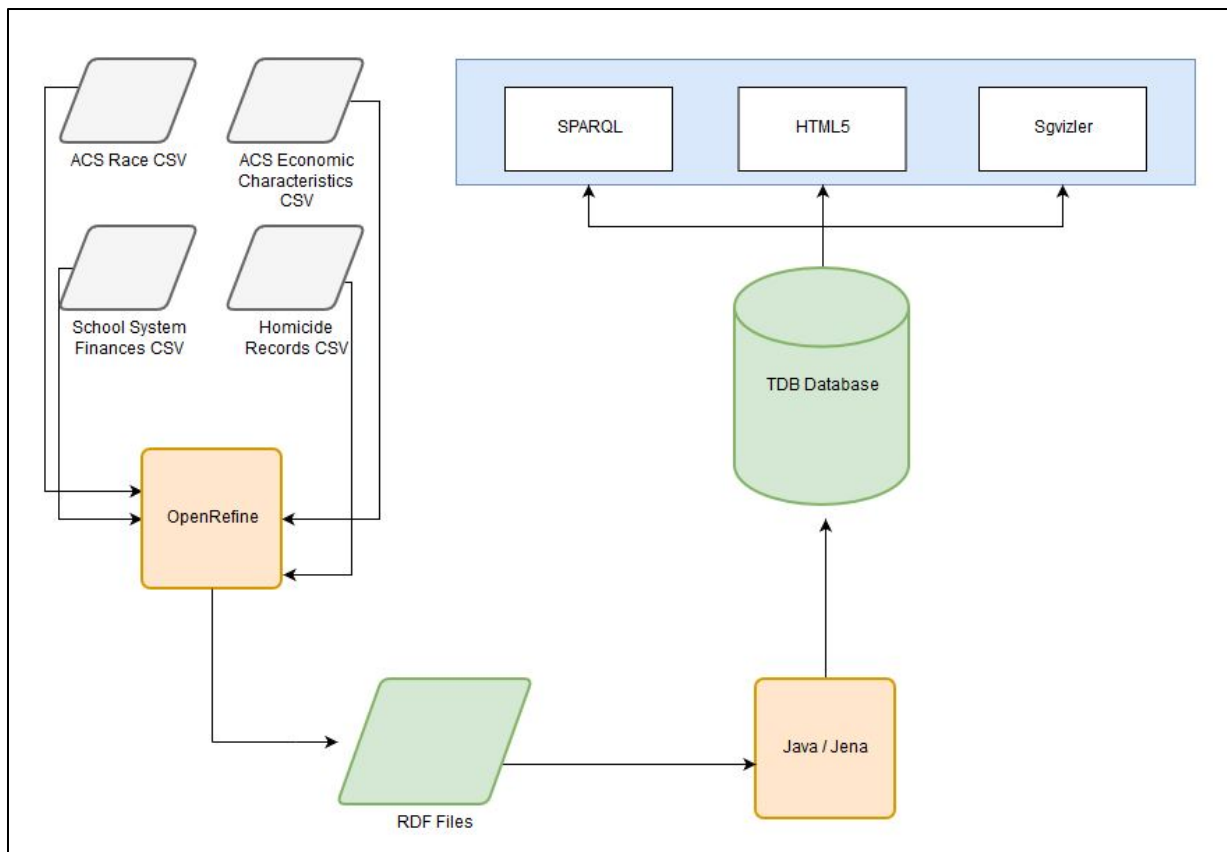 ACS Race CSV
ACS Economic
Characteristics
CSV
School System
Finances CSV
Homicide
Records CSV
OpenRefine
RDF Files
Java / Jena
TDB Database
SPARQL
HTML5
Sgvizler